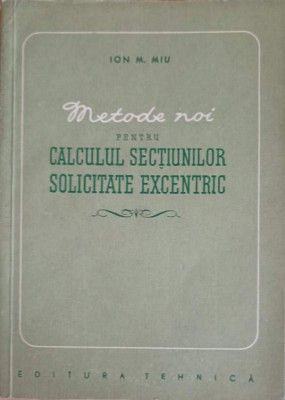 ION M. MIU
Metode noi
PENTRU
CALCULUL SECȚIUNILOR
SOLICITATE EXCENTRIC
EDITURA TEHNICĂ